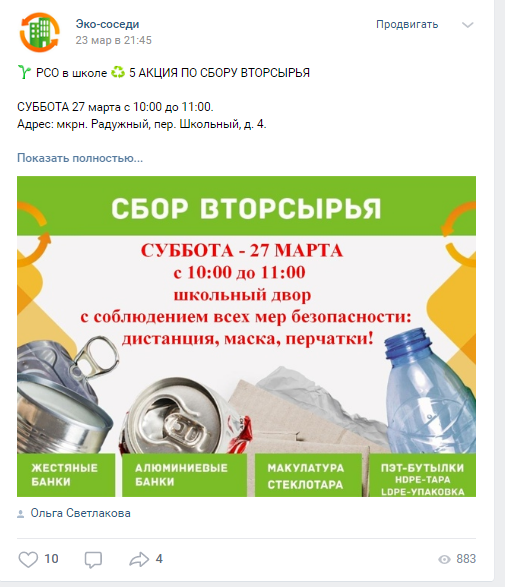 Эко-соседи
Продвигать
23 мар в 21:45
РСО в школе ♻ 5 АКЦИЯ ПО СБОРУ ВТОРСЫРЬЯ
СУББОТА 27 марта с 10:00 до 11:00.
Адрес: мкрн. Радужный, пер. Школьный, д. 4.
Показать полностью...
СБОР ВТОРСЫРЬЯ
СУББОТА - 27 МАРТА
с 10:00 до 11:00
школьный двор
с соблюдением всех мер безопасности:
дистанция, маска, перчатки!
ЖЕСТЯНЫЕ
БАНКИ
АЛЮМИНИЕВЫЕ
БАНКИ
МАКУЛАТУРА
СТЕКЛОТАРА
ПЭТ-БУТЫЛКИ
HDPE-ТАРА
LDPE-УПАКОВКА
Ольга Светлакова
10
4
883